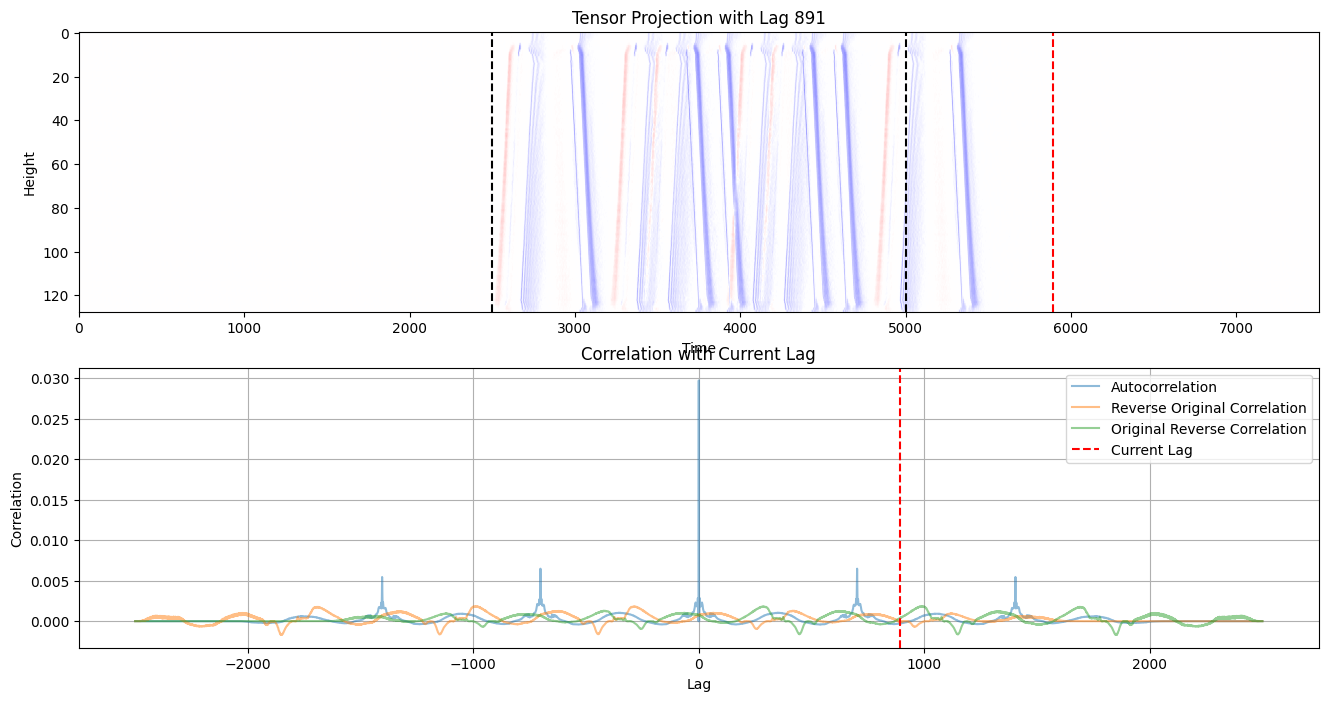 Tensor Projection with Lag 891
Height
0
20
40
60
80
100
120
0 1000 2000 3000 4000 5000 6000 7000
Time
Correlation with Current Lag
Correlation
0.030
0.025
0.020
0.015
0.010
0.005
0.000
Autocorrelation
Reverse Original Correlation
Original Reverse Correlation
Current Lag
−2000 −1000 0 1000 2000
Lag